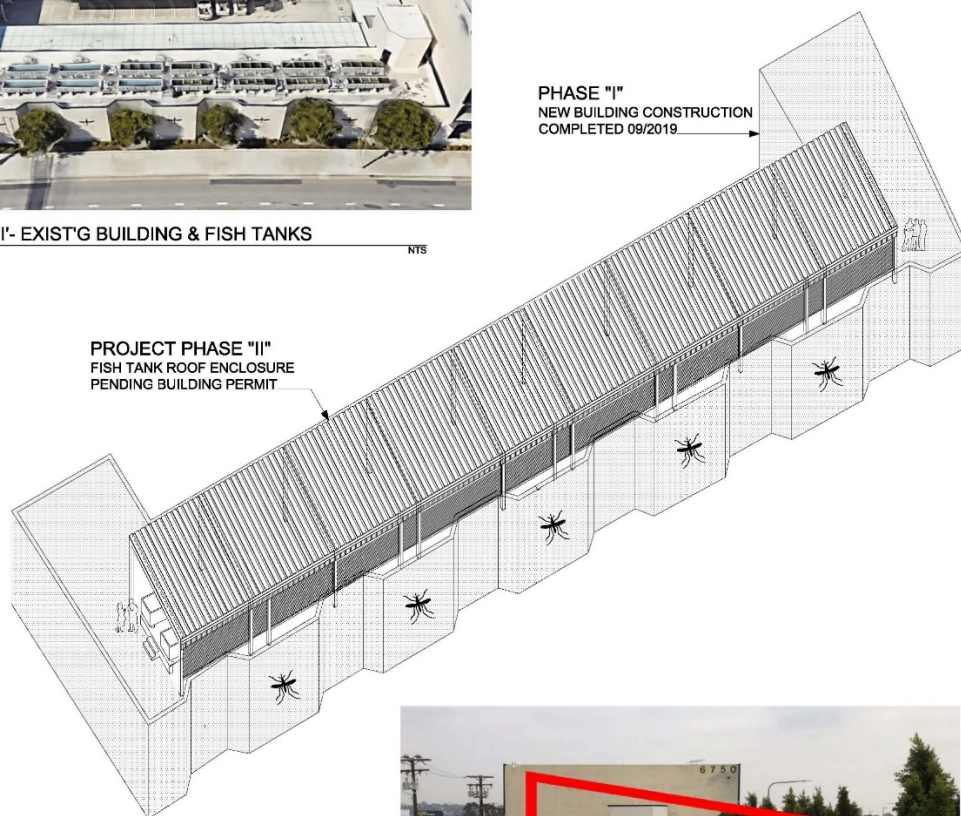 I'- EXIST'G BUILDING & FISH TANKS
NTS
PHASE "I"
NEW BUILDING CONSTRUCTION
COMPLETED 09/2019
PROJECT PHASE "II"
FISH TANK ROOF ENCLOSURE
PENDING BUILDING PERMIT
6750